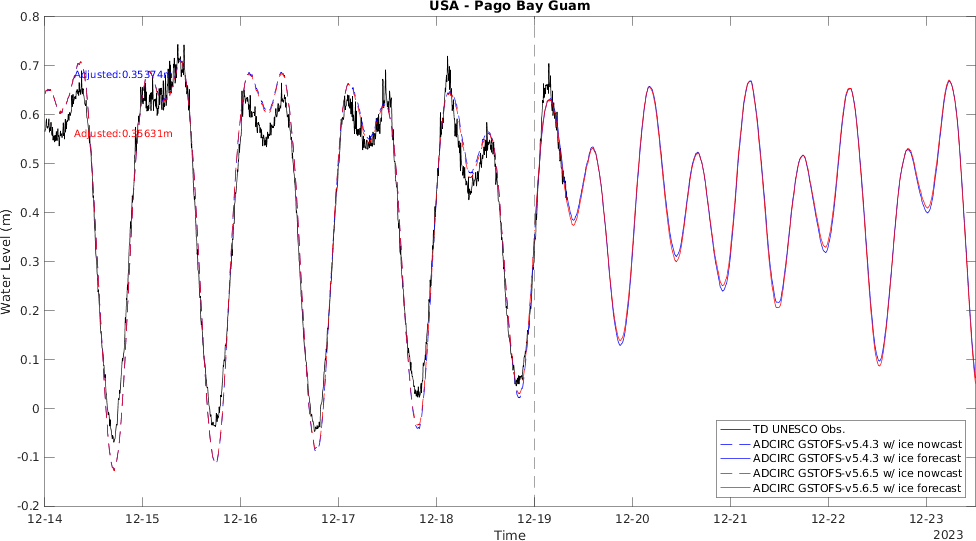 USA - Pago Bay Guam
0.8
0.7
0.6
0.5
0.4
0.3
0.2
0.1
0
-0.1
-0.2
Water Level (m)
Adjusted:0.35374m
Adjusted:0.35631m
TD UNESCO Obs.
ADCIRC GSTOFS-v5.4.3 w/ ice nowcast
ADCIRC GSTOFS-v5.4.3 w/ ice forecast
ADCIRC GSTOFS-v5.6.5 w/ ice nowcast
ADCIRC GSTOFS-v5.6.5 w/ ice forecast
12-14 12-15 12-16 12-17 12-18 12-19 12-20 12-21 12-22 12-23
Time
2023